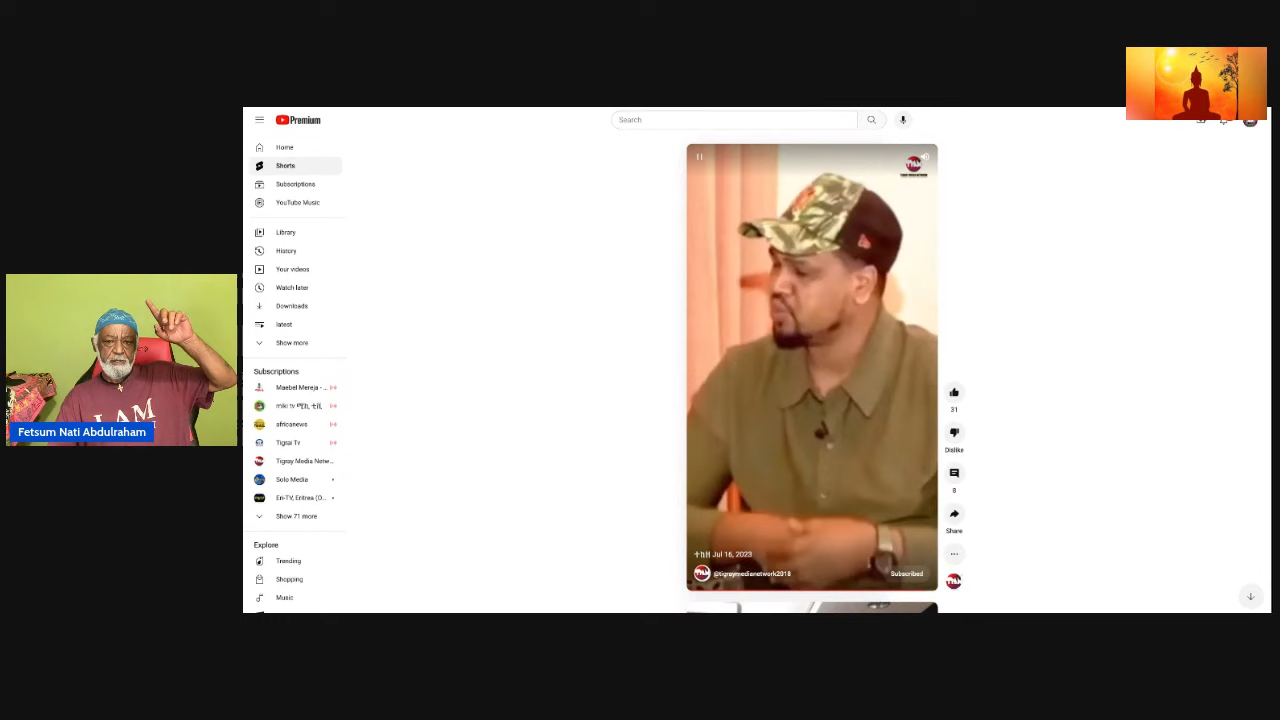 Premium
Search
Home
Shorts
Subscriptions
YouTube Music
Library
History
Your videos
Watch later
Downloads
latest
Show more
Subscriptions
Maebel Mereja - ...
africanews
Tigrai Tv
Tigray Media Netw...
Solo Media
Eri-TV, Eritrea (O...
Show 71 more
Explore
Trending
Shopping
Music
31
Dislike
8
Share
ተከዘ Jul 16, 2023
@tigraymedianetwork2018
Subscribed
I AM
Fetsum Nati Abdulraham